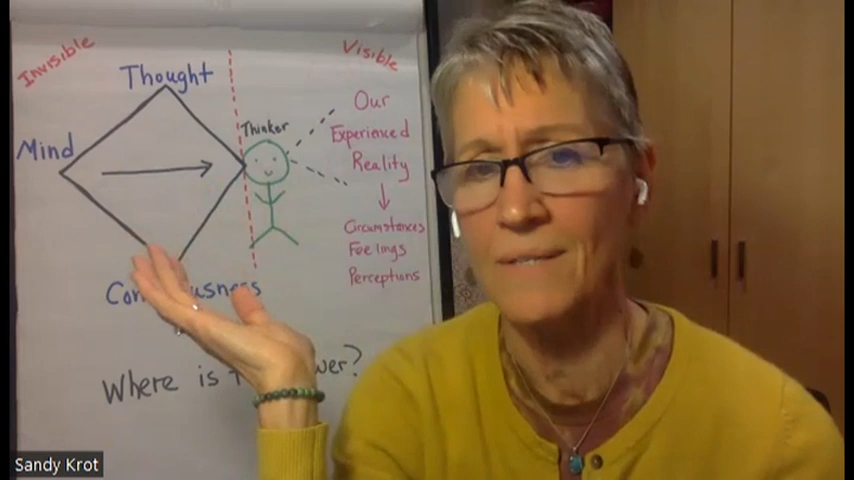 Invisible
Visible
Thought
Mind
Thinker
Our
Experienced
Reality
Circumstances
Feelings
Perceptions
Where is
Sandy Krot